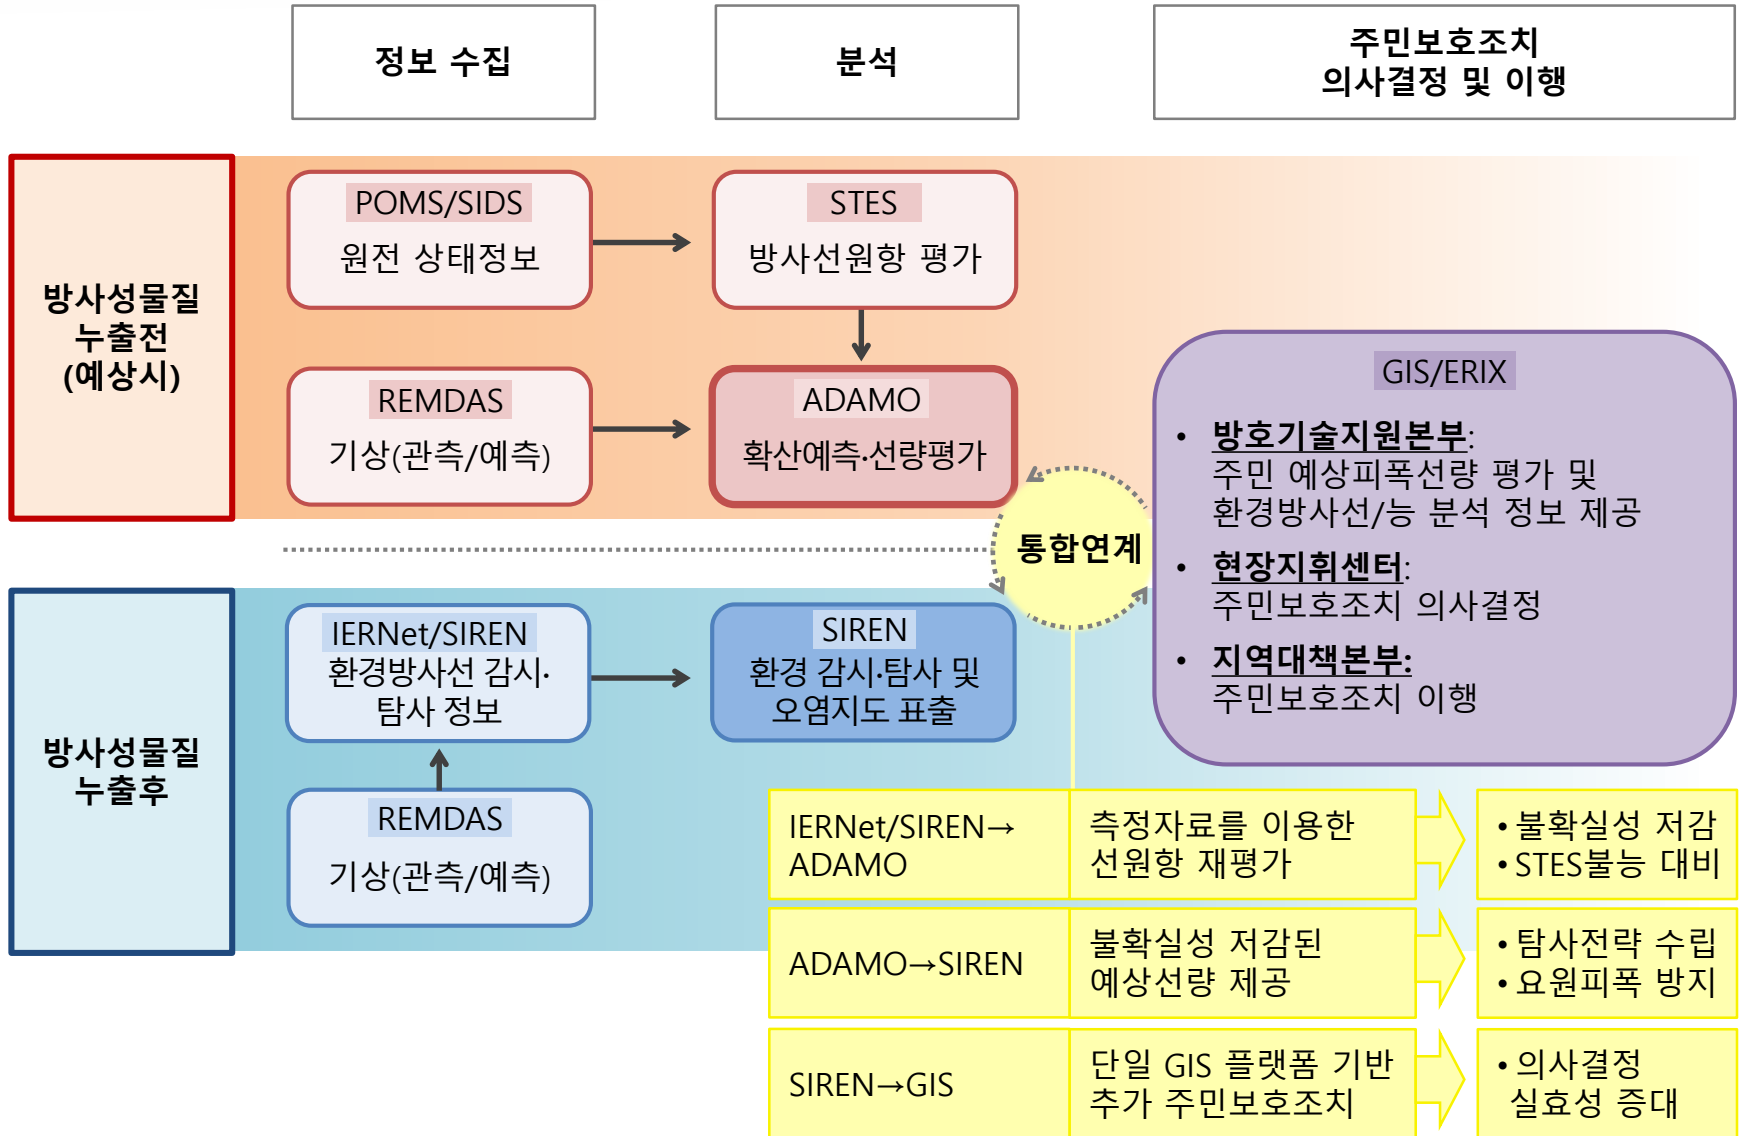 정보 수집
분석
주민보호조치
의사결정 및 이행
방사성물질
누출전
(예상시)
POMS/SIDS
원전 상태정보
STES
방사선원항 평가
REMDAS
기상(관측/예측)
ADAMO
확산예측·선량평가
통합연계
GIS/ERIX
• 방호기술지원본부:
주민 예상피폭선량 평가 및
환경방사선/능 분석 정보 제공
• 현장지휘센터:
주민보호조치 의사결정
• 지역대책본부:
주민보호조치 이행
방사성물질
누출후
IERNet/SIREN
환경방사선 감시·
탐사 정보
SIREN
환경 감시·탐사 및
오염지도 표출
REMDAS
기상(관측/예측)
IERNet/SIREN→
ADAMO
측정자료를 이용한
선원항 재평가
• 불확실성 저감
• STES불능 대비
ADAMO→SIREN
불확실성 저감된
예상선량 제공
• 탐사전략 수립
• 요원피폭 방지
SIREN→GIS
단일 GIS 플랫폼 기반
추가 주민보호조치
• 의사결정
실효성 증대